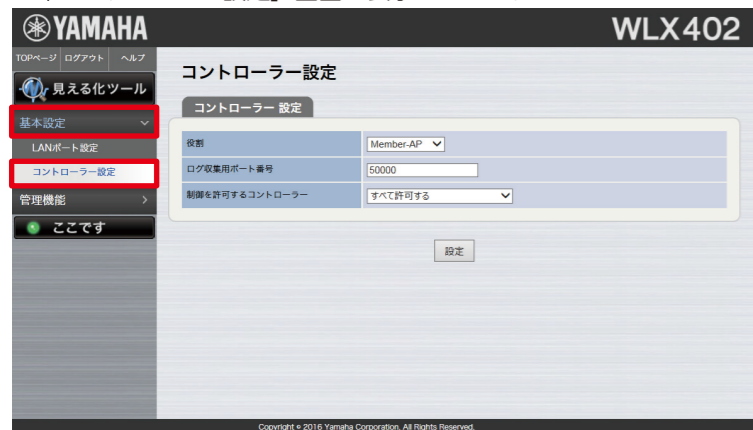 YAMAHA
WLX402
TOPページ ログアウト ヘルプ
見える化ツール
基本設定
LANポート設定
コントローラー設定
管理機能
ここです
コントローラー設定
コントローラー 設定
役割 Member-AP
ログ収集用ポート番号 50000
制御を許可するコントローラー すべて許可する
設定
Copyright © 2016 Yamaha Corporation. All Rights Reserved.